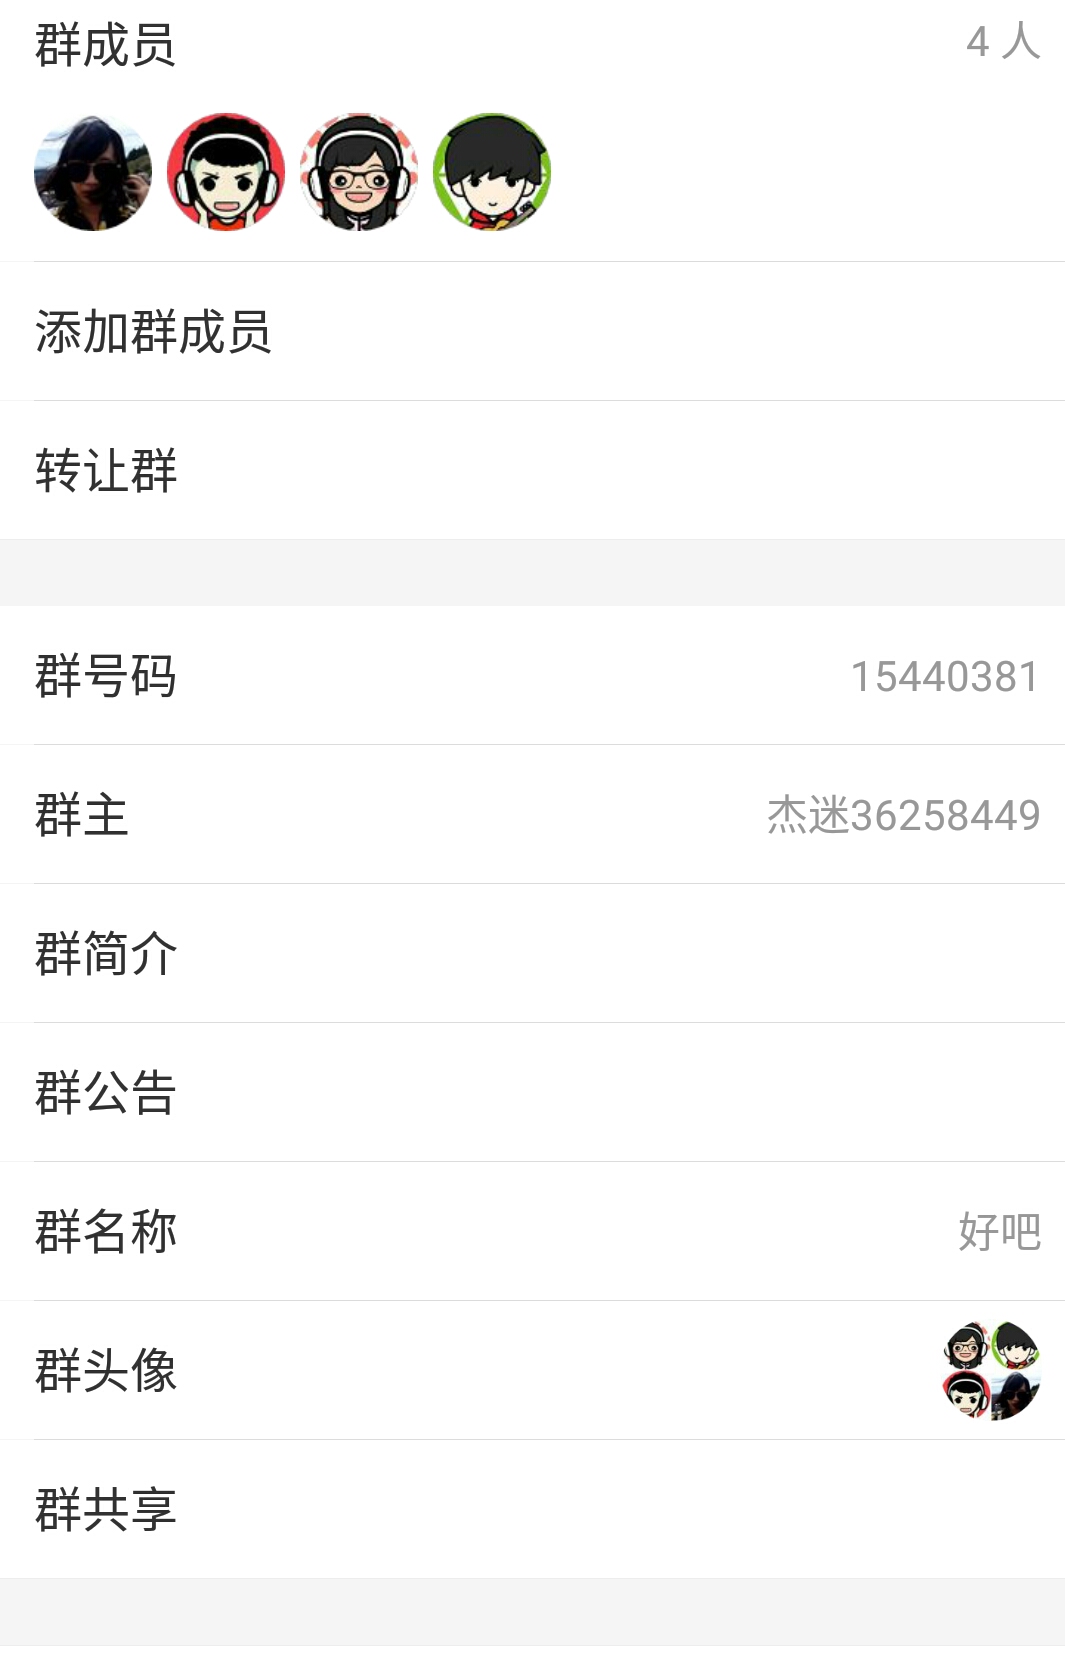 群成员 4 人
添加群成员
转让群
群号码 15440381
群主 杰迷36258449
群简介
群公告
群名称 好吧
群头像
群共享